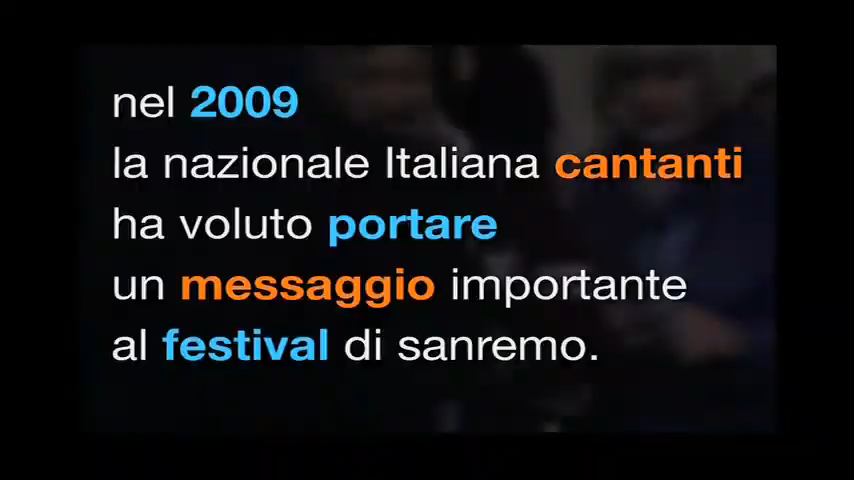 nel 2009
la nazionale Italiana cantanti
ha voluto portare
un messaggio importante
al festival di sanremo.